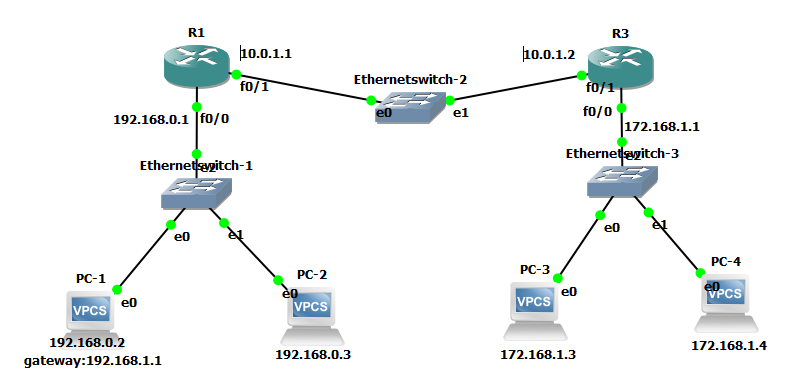 R1
R3
10.0.1.1
10.0.1.2
Ethernetswitch-2
f0/1
f0/1
e0
e1
192.168.0.1
f0/0
f0/0
172.168.1.1
Ethernetswitch-1
e2
Ethernetswitch-3
e2
e0
e1
e0
e1
PC-1
PC-2
PC-3
PC-4
e0
e0
e0
e0
VPCS
VPCS
VPCS
VPCS
192.168.0.2
192.168.0.3
172.168.1.3
172.168.1.4
gateway:192.168.1.1